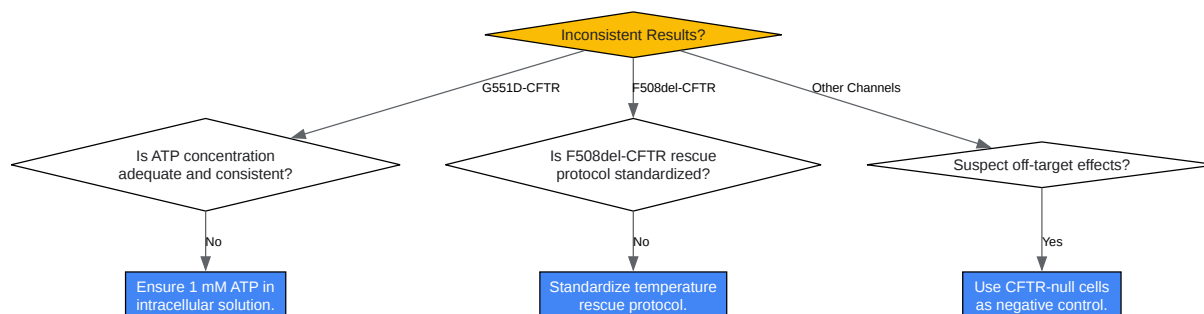 Inconsistent Results?
G551D-CFTR
F508del-CFTR
Other Channels
Is ATP concentration
adequate and consistent?
Is F508del-CFTR rescue
protocol standardized?
Suspect off-target effects?
No
No
Yes
Ensure 1 mM ATP in
intracellular solution.
Standardize temperature
rescue protocol.
Use CFTR-null cells
as negative control.